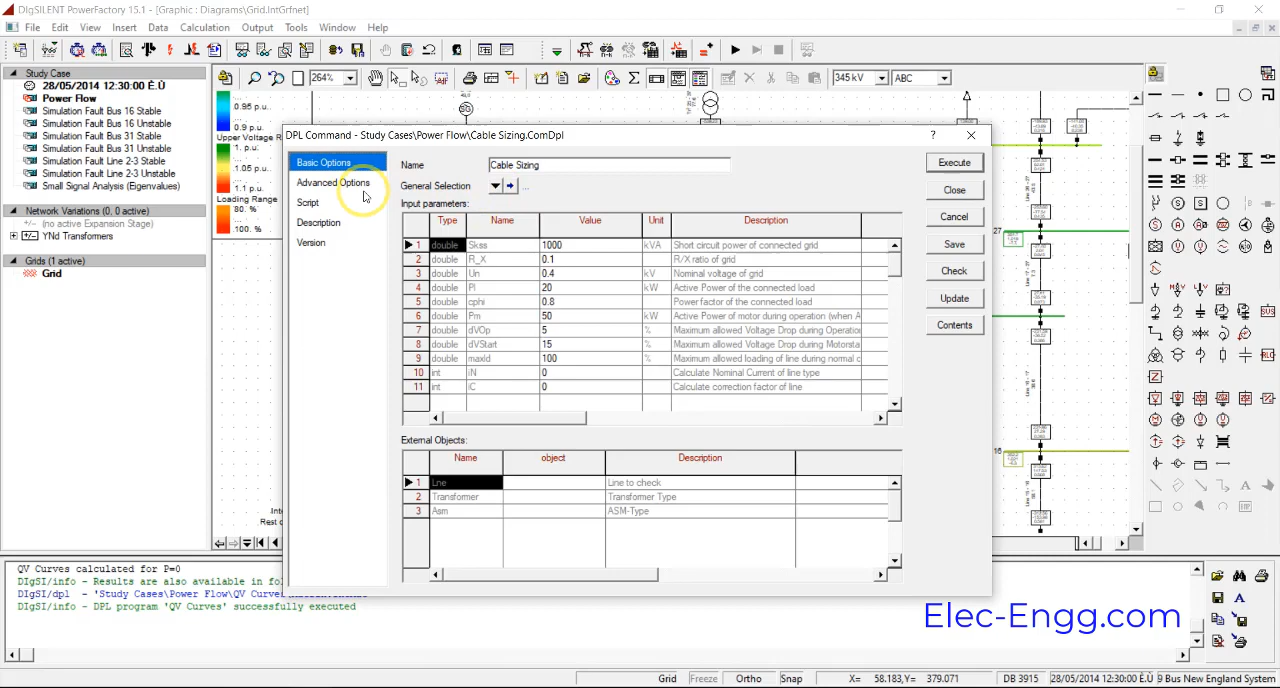 DIgSILENT PowerFactory 15.1 - [Graphic : Diagrams\Grid.IntGrfnet]
File Edit View Insert Data Calculation Output Tools Window Help
264% 345 kV ABC
Study Case
28/05/2014 12:30:00 È.Ù
Power Flow
Simulation Fault Bus 16 Stable
Simulation Fault Bus 16 Unstable
Simulation Fault Bus 31 Stable
Simulation Fault Bus 31 Unstable
Simulation Fault Line 2-3 Stable
Simulation Fault Line 2-3 Unstable
Small Signal Analysis (Eigenvalues)
Network Variations (0, 0 active)
(no active Expansion Stage)
YNd Transformers
Grids (1 active)
Grid
0.95 p.u.
0.9 p.u.
Upper Voltage R
1. p.u.
1.05 p.u.
1.1 p.u.
Loading Range
80. %
100. %
SG
DPL Command - Study Cases\Power Flow\Cable Sizing.ComDpl ?
Basic Options
Advanced Options
Script
Description
Version
Name Cable Sizing
General Selection ...
Input parameters:
Type Name Value Unit Description
1 double Skss 1000 kVA Short circuit power of connected grid
2 double R_X 0.1 R/X ratio of grid
3 double Un 0.4 kV Nominal voltage of grid
4 double Pl 20 kW Active Power of the connected load
5 double cphi 0.8 Power factor of the connected load
6 double Pm 50 kW Active Power of motor during operation (when A
7 double dVOp 5 % Maximum allowed Voltage Drop during Operation
8 double dVStart 15 % Maximum allowed Voltage Drop during Motorsta
9 double maxld 100 % Maximum allowed loading of line during normal c
10 int iN 0 Calculate Nominal Current of line type
11 int iC 0 Calculate correction factor of line
External Objects:
Name object Description
1 Lne Line to check
2 Transformer Transformer Type
3 Asm ASM-Type
Execute
Close
Cancel
Save
Check
Update
Contents
27
16
Inte
Rest c
QV Curves calculated for P=0
DIgSI/info - Results are also available in fol
DIgSI/dpl - 'Study Cases\Power Flow\QV Curves
DIgSI/info - DPL program 'QV Curves' successfully executed
Elec-Engg.com
Grid Freeze Ortho Snap X= 58.183,Y= 379.071 DB 3915 28/05/2014 12:30:00 È.Ù 9 Bus New England System